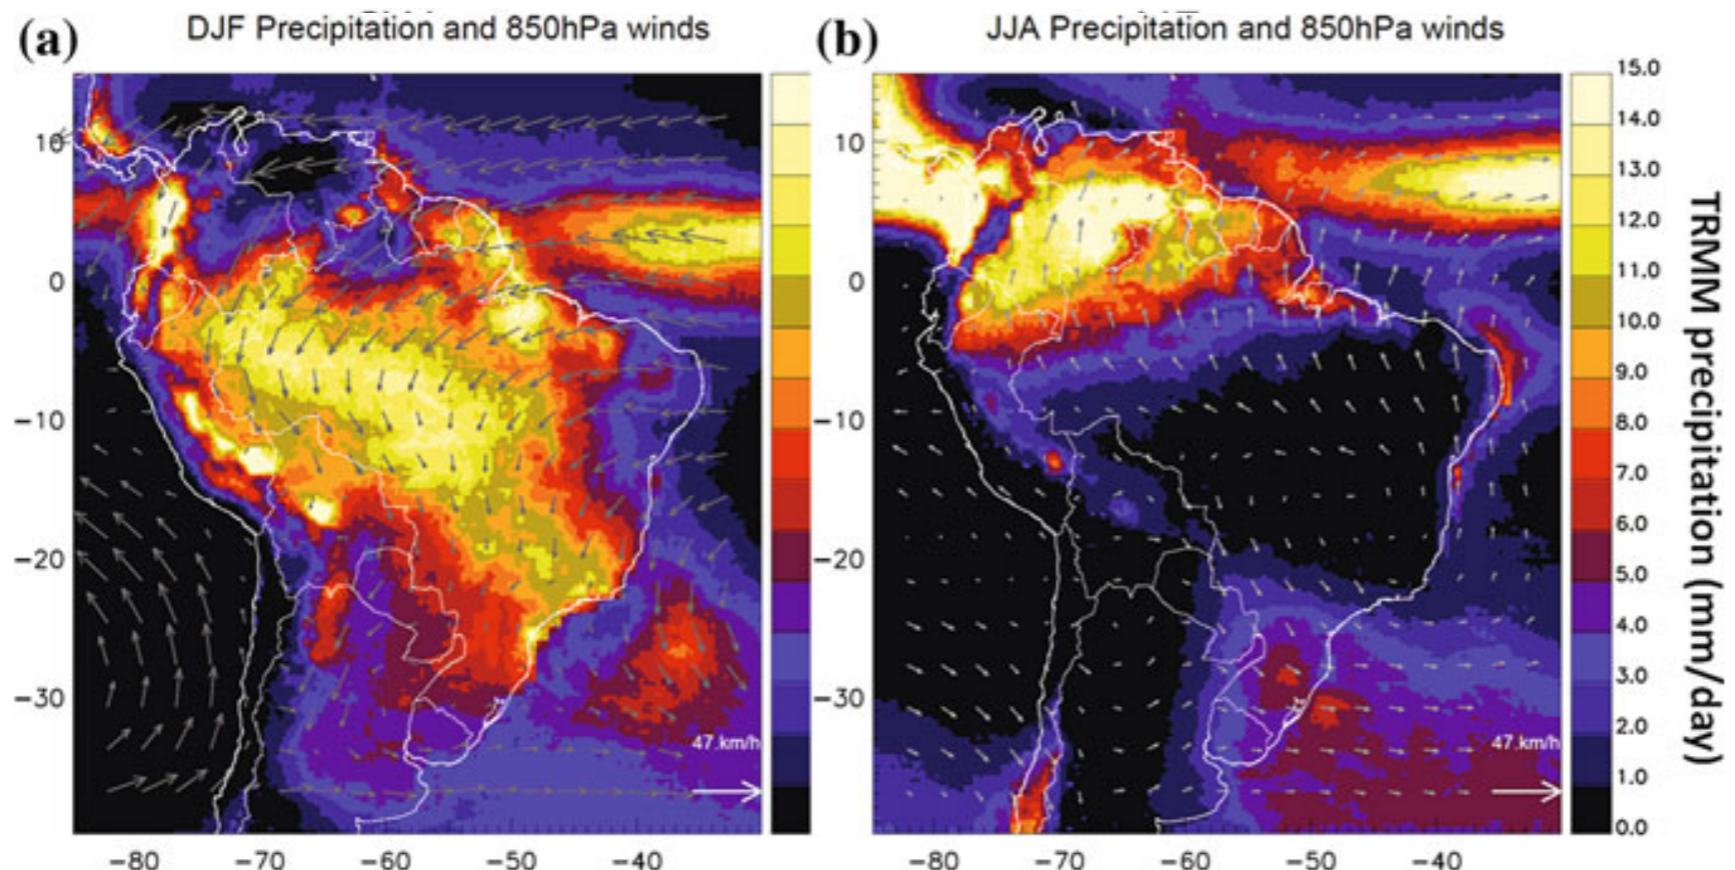 (a)
DJF Precipitation and 850hPa winds
10
0
−10
−20
−30
47.km/h
−80 −70 −60 −50 −40
(b)
JJA Precipitation and 850hPa winds
10
0
−10
−20
−30
47.km/h
−80 −70 −60 −50 −40
15.0
14.0
13.0
12.0
11.0
10.0
9.0
8.0
7.0
6.0
5.0
4.0
3.0
2.0
1.0
0.0
TRMM precipitation (mm/day)